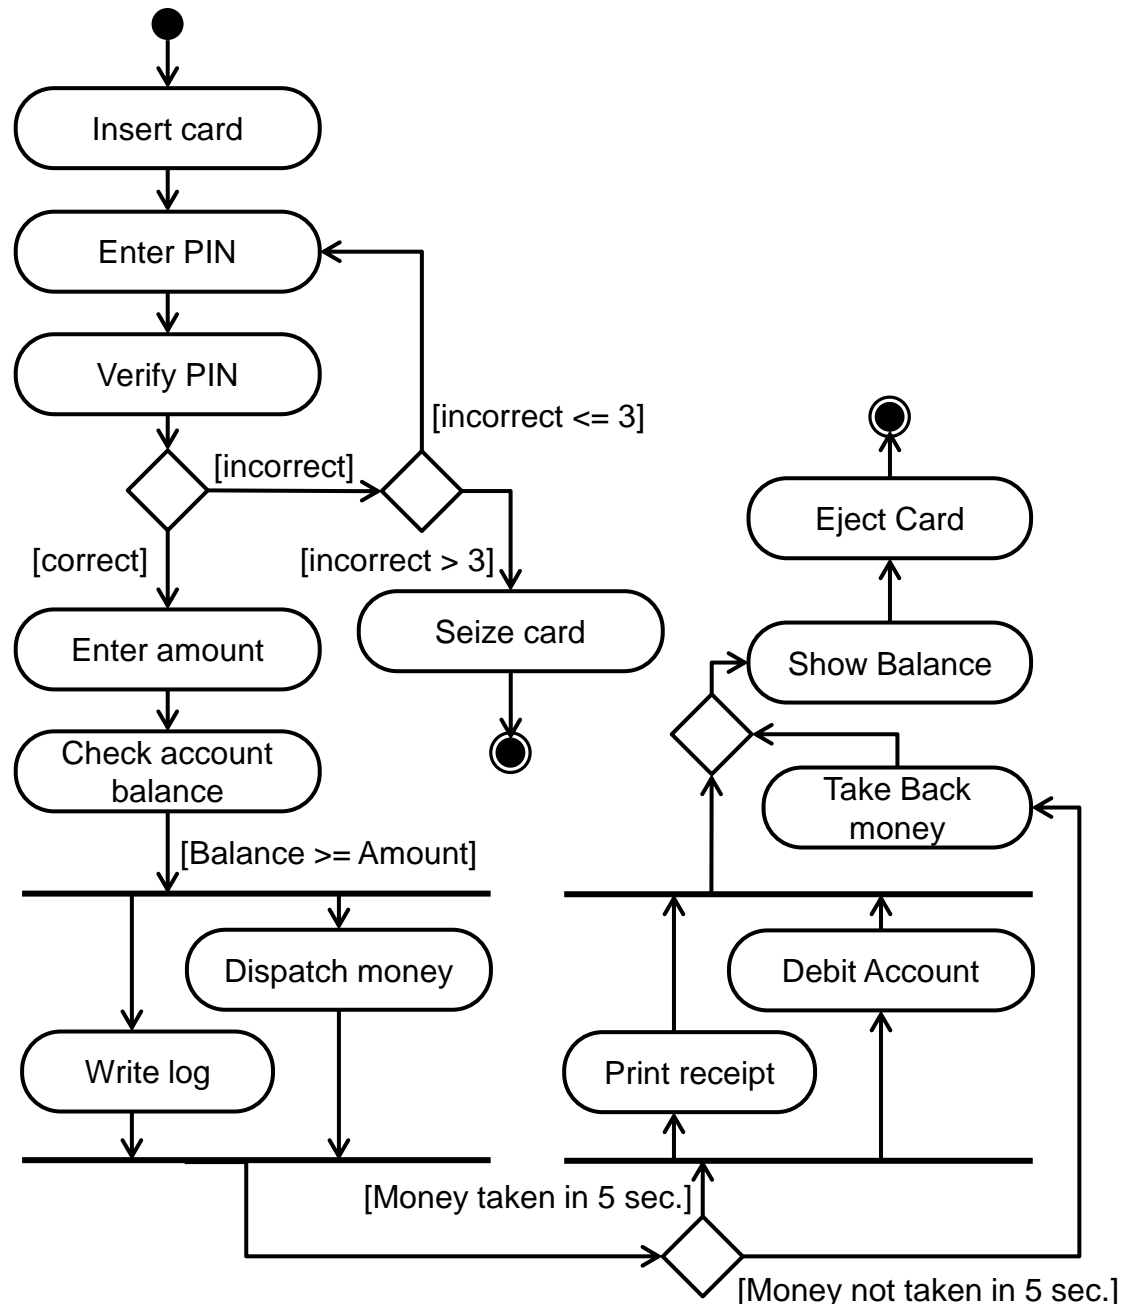 Insert card
Enter PIN
Verify PIN
[incorrect <= 3]
[incorrect]
[correct]
[incorrect > 3]
Enter amount
Seize card
Check account
balance
[Balance >= Amount]
Dispatch money
Write log
Eject Card
Show Balance
Take Back
money
Debit Account
Print receipt
[Money taken in 5 sec.]
[Money not taken in 5 sec.]